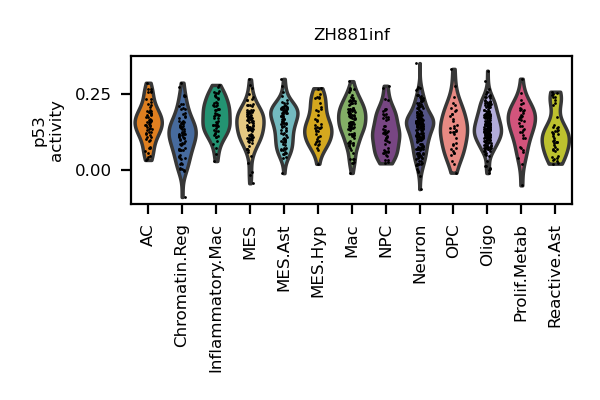 ZH881inf
p53
activity
0.25
0.00
AC
Chromatin.Reg
Inflammatory.Mac
MES
MES.Ast
MES.Hyp
Mac
NPC
Neuron
OPC
Oligo
Prolif.Metab
Reactive.Ast